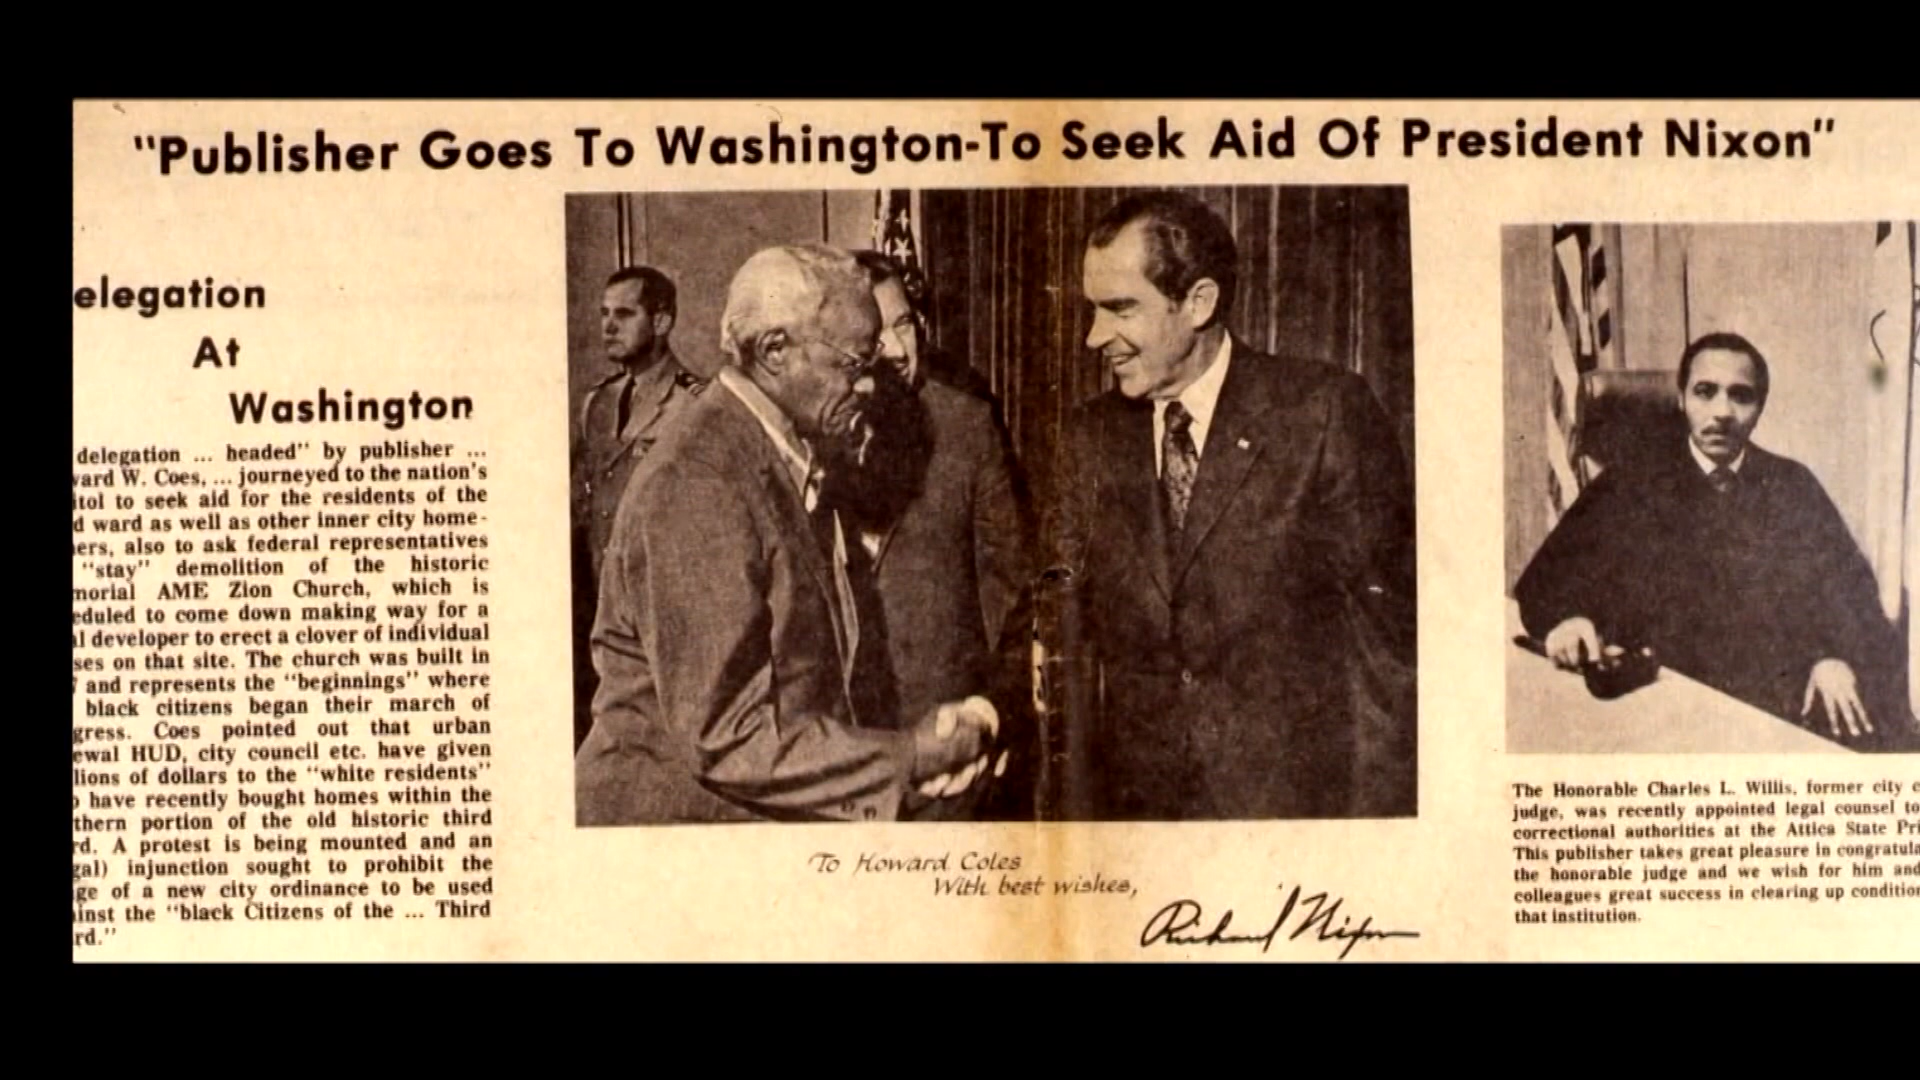 "Publisher Goes To Washington-To Seek Aid Of President Nixon"
elegation
At
Washington
delegation ... headed" by publisher ...
vard W. Coes, ... journeyed to the nation's
itol to seek aid for the residents of the
d ward as well as other inner city home-
ers, also to ask federal representatives
"stay" demolition of the historic
morial AME Zion Church, which is
eduled to come down making way for a
l developer to erect a clover of individual
ses on that site. The church was built in
and represents the "beginnings" where
black citizens began their march of
gress. Coes pointed out that urban
ewal HUD, city council etc. have given
lions of dollars to the "white residents"
have recently bought homes within the
thern portion of the old historic third
rd. A protest is being mounted and an
gal) injunction sought to prohibit the
ge of a new city ordinance to be used
inst the "black Citizens of the ... Third
rd."
To Howard Coles
With best wishes,
Richard Nixon
The Honorable Charles L. Willis, former city c
judge, was recently appointed legal counsel to
correctional authorities at the Attica State Pri
This publisher takes great pleasure in congratula
the honorable judge and we wish for him and
colleagues great success in clearing up condition
that institution.